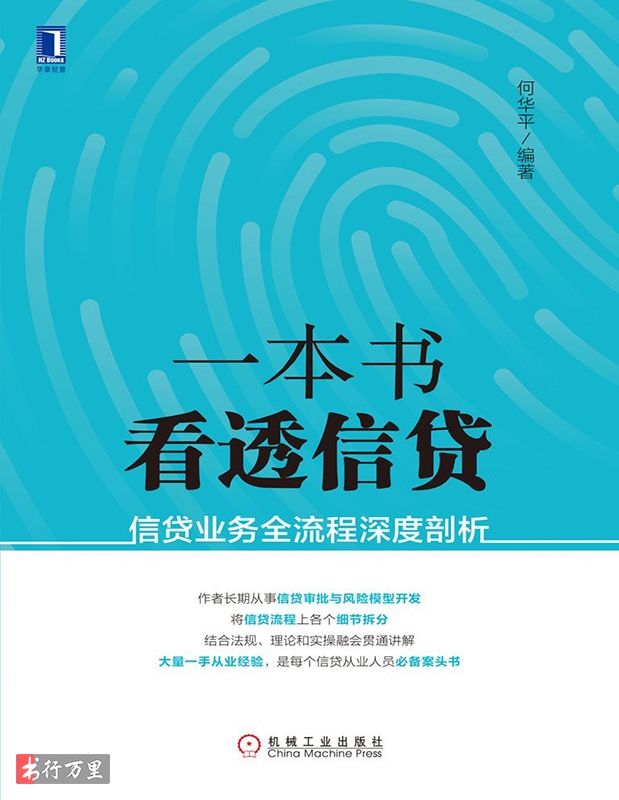 HZ Books
华章经管
何华平/编著
一本书
看透信贷
信贷业务全流程深度剖析
作者长期从事信贷审批与风险模型开发
将信贷流程上各个细节拆分
结合法规、理论和实操融会贯通讲解
大量一手从业经验，是每个信贷从业人员必备案头书
机械工业出版社
China Machine Press
书行万里